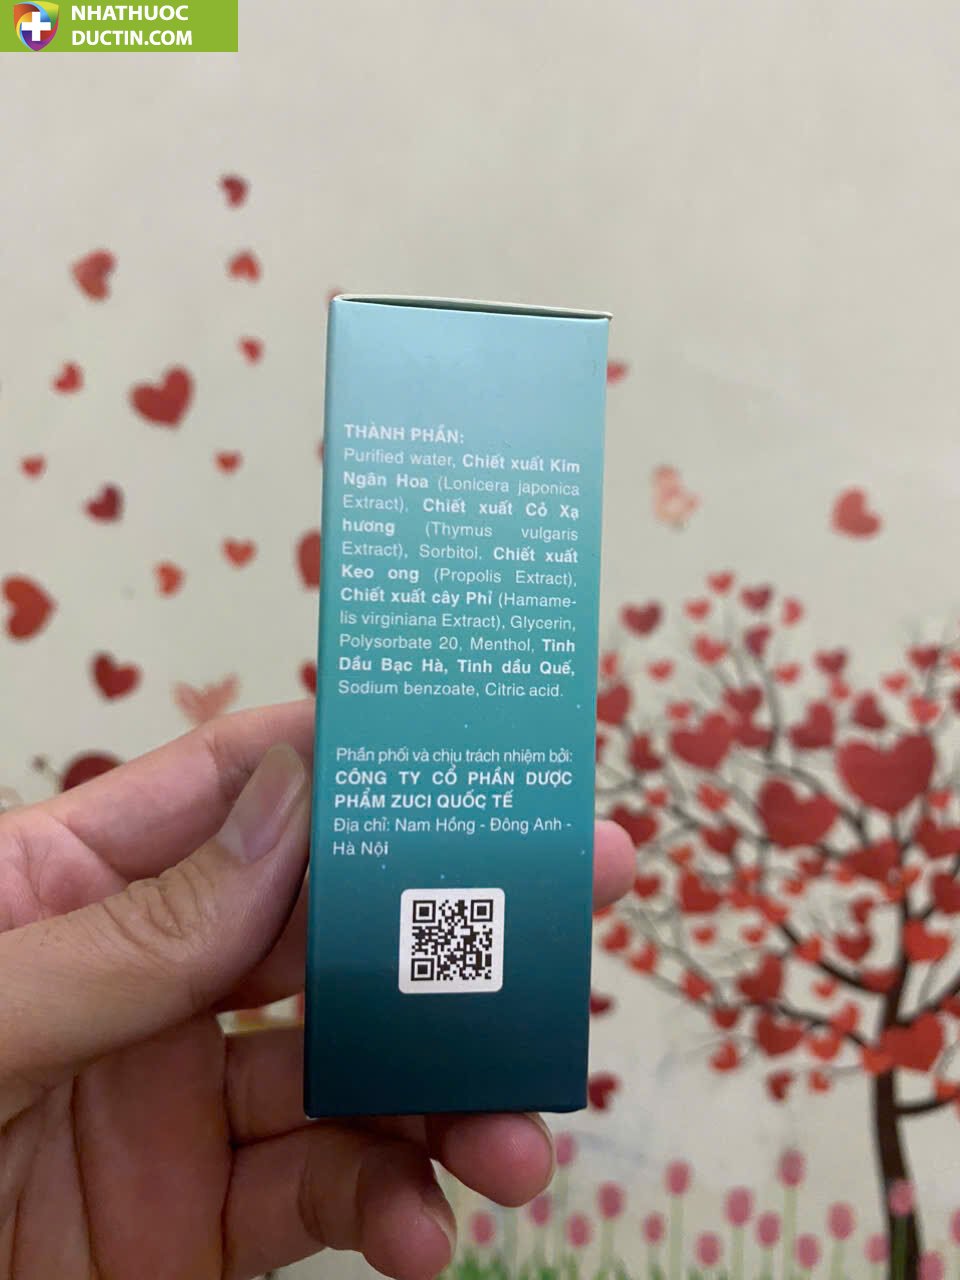 NHATHUOC
DUCTIN.COM
THÀNH PHẦN:
Purified water, Chiết xuất Kim
Ngân Hoa (Lonicera japonica
Extract), Chiết xuất Cỏ Xạ
hương (Thymus vulgaris
Extract), Sorbitol. Chiết xuất
Keo ong (Propolis Extract),
Chiết xuất cây Phỉ (Hamame-
lis virginiana Extract), Glycerin,
Polysorbate 20, Menthol, Tinh
Dầu Bạc Hà, Tinh dầu Quế,
Sodium benzoate, Citric acid.
Phần phối và chịu trách nhiệm bởi:
CÔNG TY CỔ PHẦN DƯỢC
PHẨM ZUCI QUỐC TẾ
Địa chỉ: Nam Hồng - Đông Anh -
Hà Nội